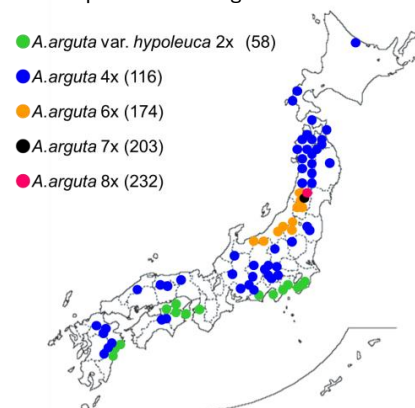 A.arguta var. hypoleuca 2x (58)
A.arguta 4x (116)
A.arguta 6x (174)
A.arguta 7x (203)
A.arguta 8x (232)